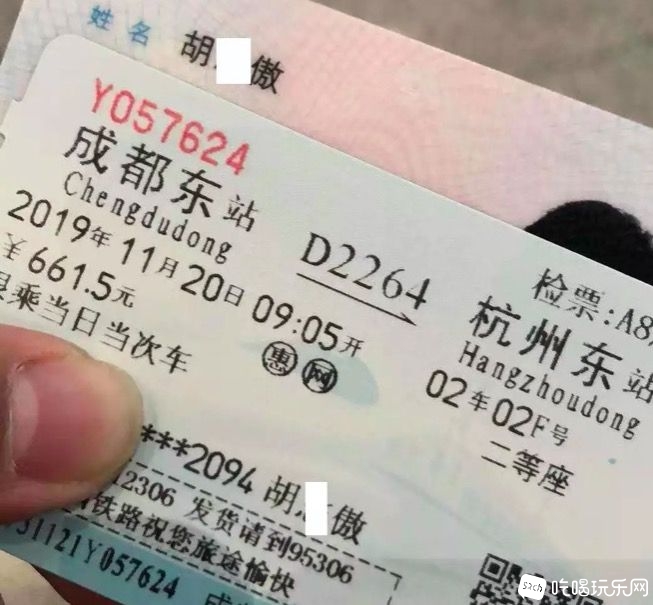 姓名 胡 傲
Y057624
成都东站
Chengdudong
D2264
检票:A8
杭州东站
Hangzhoudong
2019年11月20日 09:05开
02车02F号
¥661.5元
惠 网
二等座
乘当日当次车
***2094 胡 傲
12306 发货请到95306
铁路祝您旅途愉快
31121Y057624
吃喝玩乐网